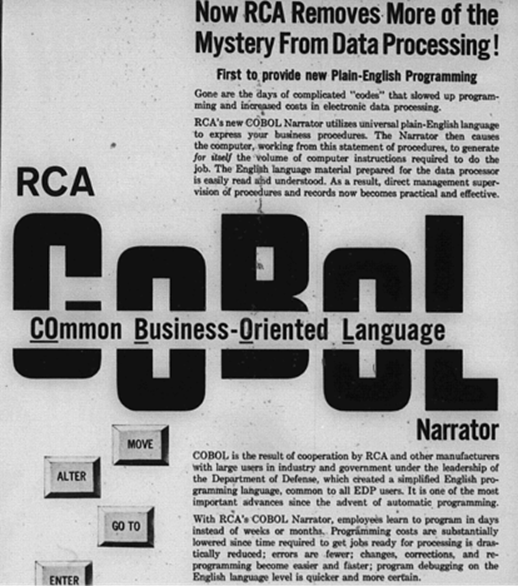 Now RCA Removes More of the
Mystery From Data Processing!
First to provide new Plain-English Programming
Gone are the days of complicated "codes" that slowed up program-
ming and increased costs in electronic data processing.
RCA's new COBOL Narrator utilizes universal plain-English language
to express your business procedures. The Narrator then causes
the computer, working from this statement of procedures, to generate
for itself the volume of computer instructions required to do the
job. The English language material prepared for the data processor
is easily read and understood. As a result, direct management super-
vision of procedures and records now becomes practical and effective.
RCA
COBOL
COmmon Business-Oriented Language
Narrator
MOVE
ALTER
GO TO
ENTER
COBOL is the result of cooperation by RCA and other manufacturers
with large users in industry and government under the leadership of
the Department of Defense, which created a simplified English pro-
gramming language, common to all EDP users. It is one of the most
important advances since the advent of automatic programming.
With RCA's COBOL Narrator, employees learn to program in days
instead of weeks or months. Programming costs are substantially
lowered since time required to get jobs ready for processing is dras-
tically reduced; errors are fewer; changes, corrections, and re-
programming become easier and faster; program debugging on the
English language level is quicker and more certain.